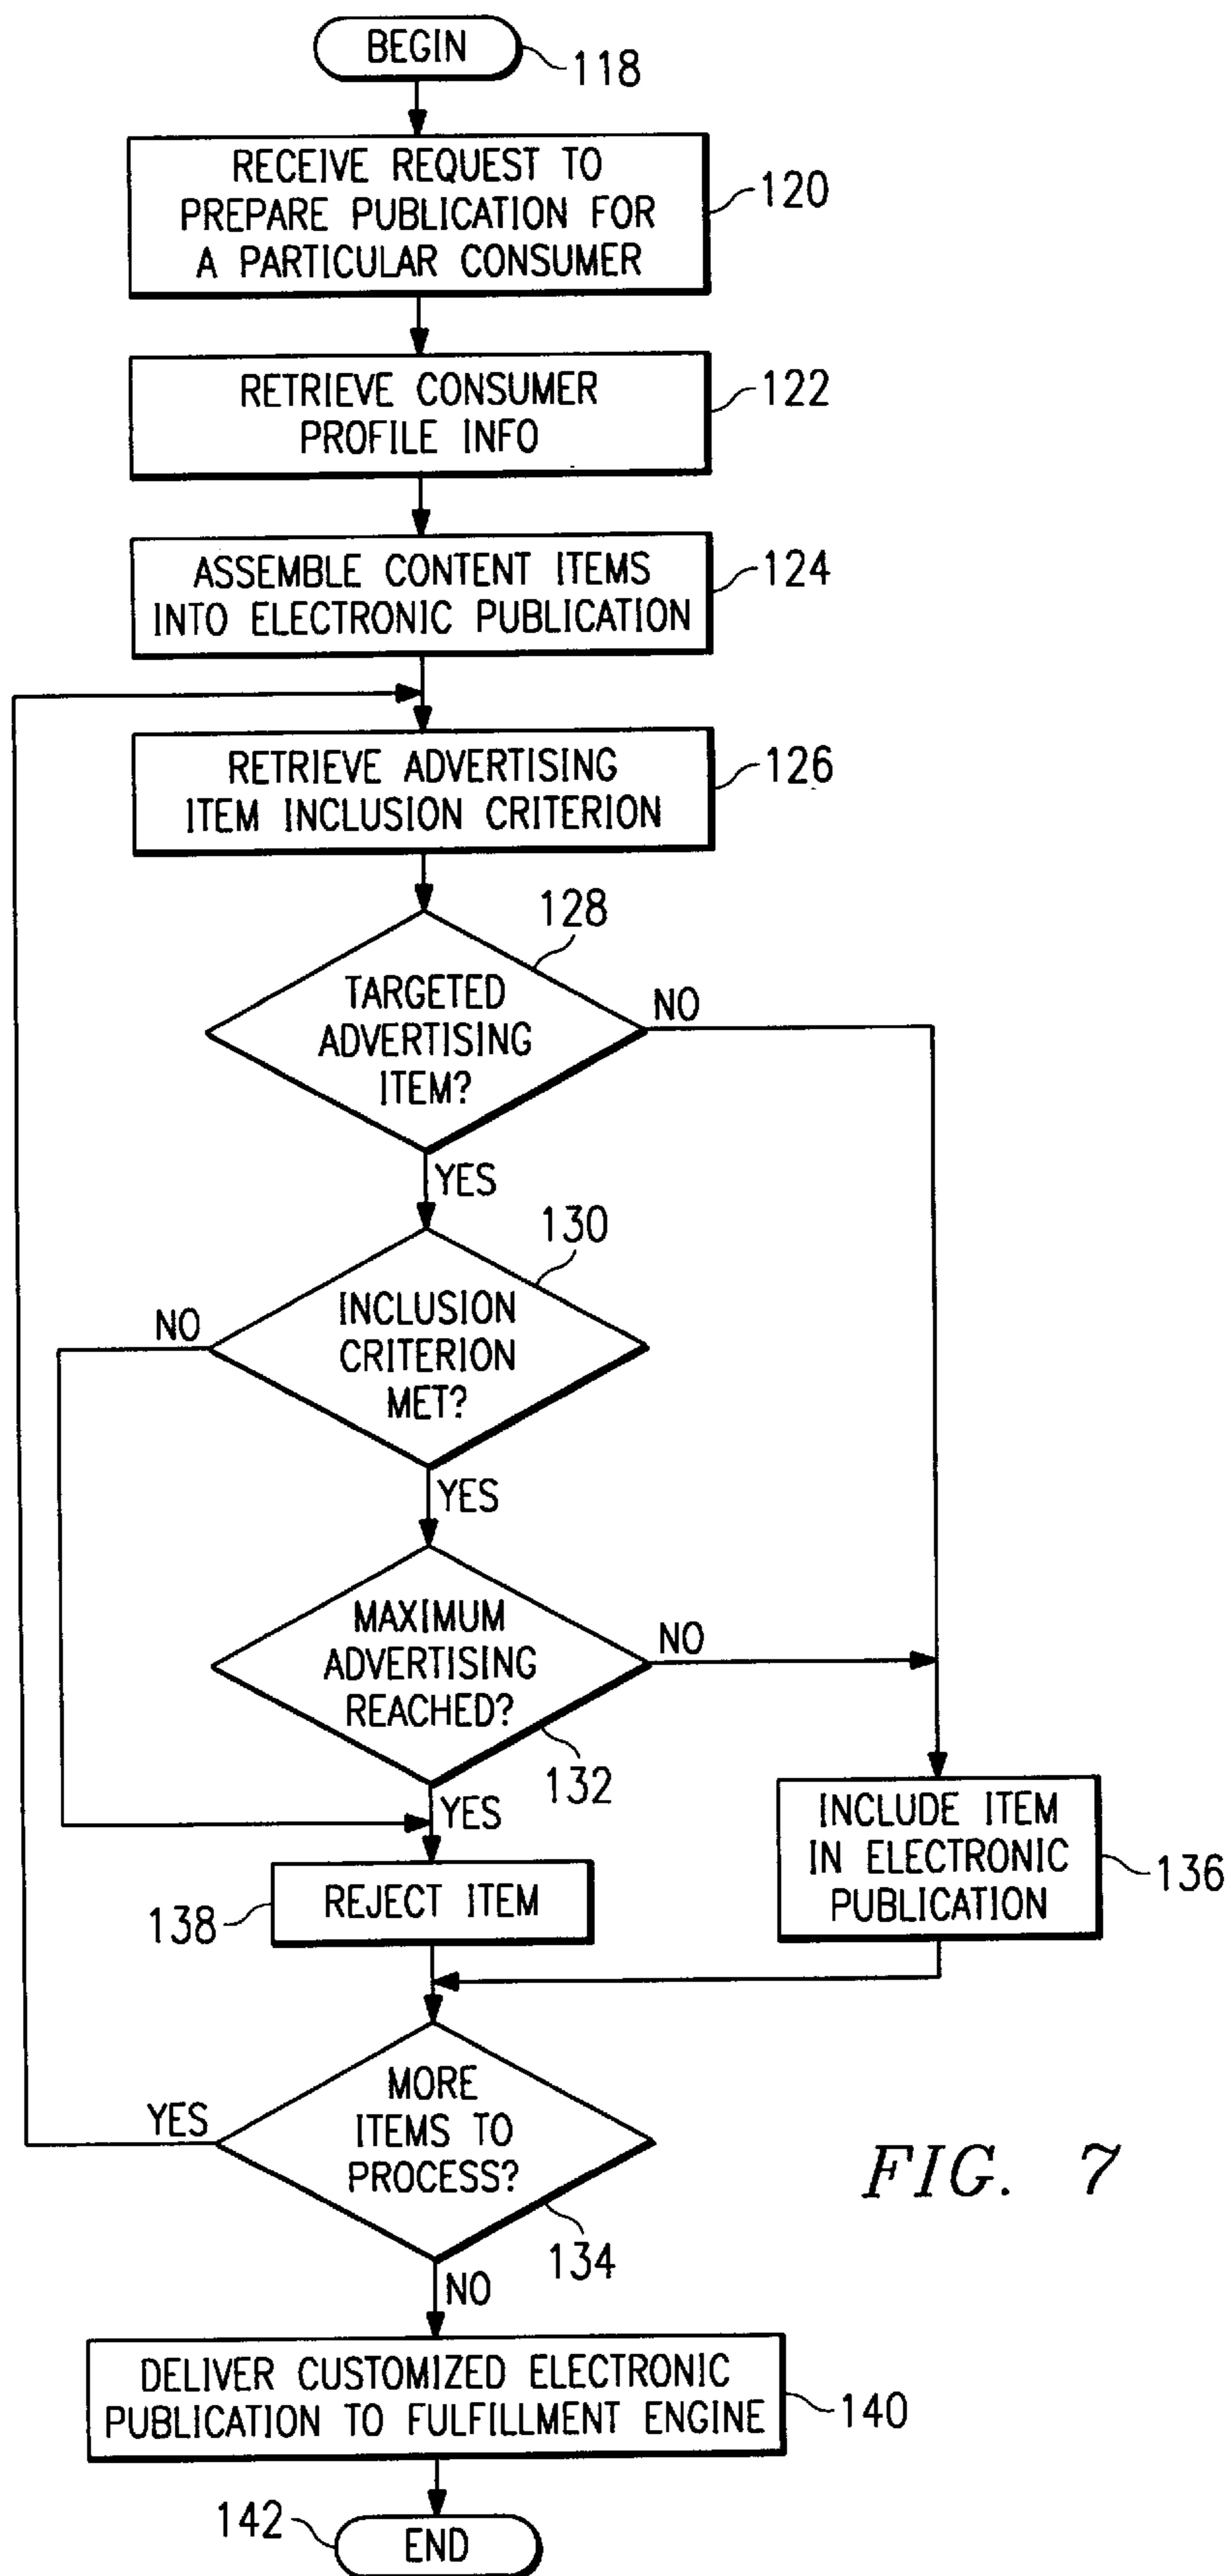 BEGIN
118
RECEIVE REQUEST TO
PREPARE PUBLICATION FOR
A PARTICULAR CONSUMER
120
RETRIEVE CONSUMER
PROFILE INFO
122
ASSEMBLE CONTENT ITEMS
INTO ELECTRONIC PUBLICATION
124
RETRIEVE ADVERTISING
ITEM INCLUSION CRITERION
126
128
TARGETED
ADVERTISING
ITEM?
NO
YES
130
INCLUSION
CRITERION
MET?
NO
YES
MAXIMUM
ADVERTISING
REACHED?
NO
132
YES
INCLUDE ITEM
IN ELECTRONIC
PUBLICATION
136
REJECT ITEM
138
MORE
ITEMS TO
PROCESS?
YES
134
NO
FIG. 7
DELIVER CUSTOMIZED ELECTRONIC
PUBLICATION TO FULFILLMENT ENGINE
140
142
END